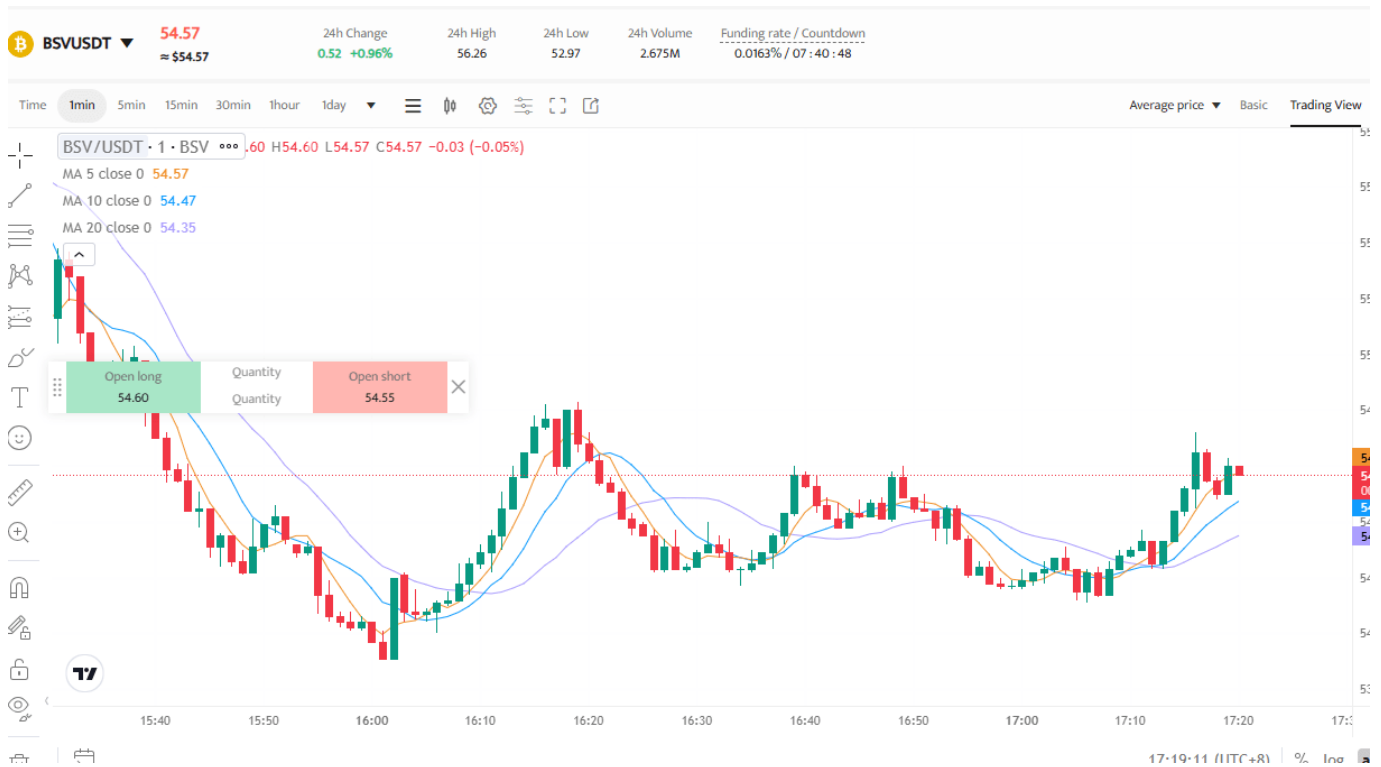 BSVUSDT
54.57
≈ $54.57
24h Change
0.52 +0.96%
24h High
56.26
24h Low
52.97
24h Volume
2.675M
Funding rate / Countdown
0.0163% / 07 : 40 : 48
Time 1min 5min 15min 30min 1hour 1day
Average price Basic Trading View
BSV/USDT · 1 · BSV .60 H54.60 L54.57 C54.57 −0.03 (−0.05%)
MA 5 close 0 54.57
MA 10 close 0 54.47
MA 20 close 0 54.35
Open long
54.60
Quantity
Quantity
Open short
54.55
15:40 15:50 16:00 16:10 16:20 16:30 16:40 16:50 17:00 17:10 17:20
17:19:11 (UTC+8) % log